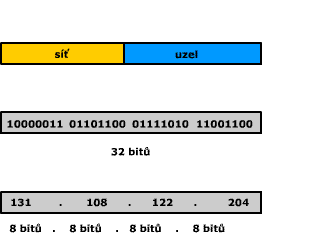 síť uzel
10000011 01101100 01111010 11001100
32 bitů
131 . 108 . 122 . 204
8 bitů . 8 bitů . 8 bitů . 8 bitů